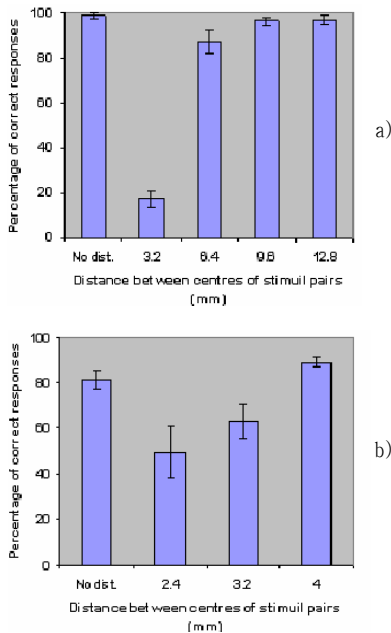 Percentage of correct responses
100
80
60
40
20
0
No dist. 3.2 6.4 9.6 12.8
Distance between centres of stimuil pairs
(mm)
a)
Percentage of correct responses
100
80
60
40
20
0
No dist. 2.4 3.2 4
Distance between centres of stimuil pairs
(mm)
b)